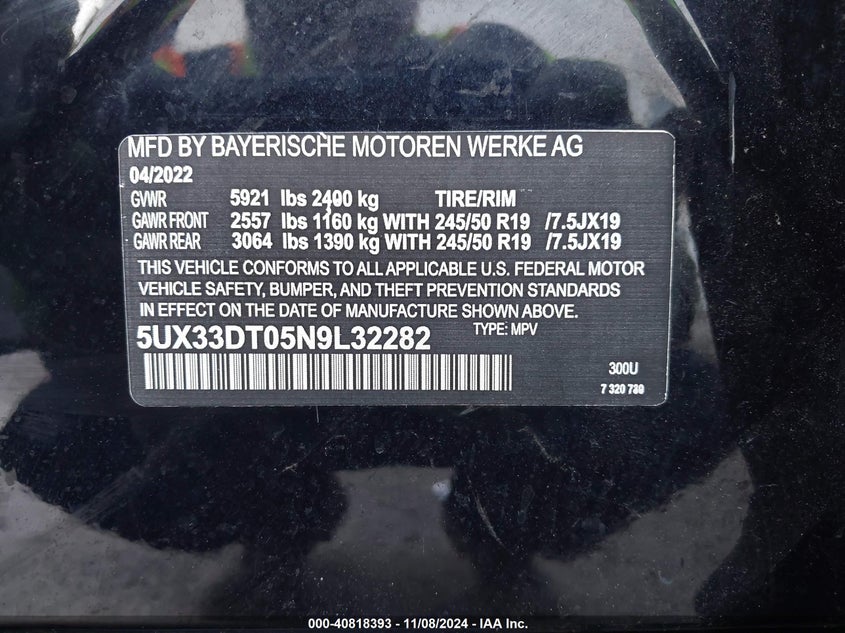 MFD BY BAYERISCHE MOTOREN WERKE AG
04/2022
GVWR 5921 lbs 2400 kg TIRE/RIM
GAWR FRONT 2557 lbs 1160 kg WITH 245/50 R19 /7.5JX19
GAWR REAR 3064 lbs 1390 kg WITH 245/50 R19 /7.5JX19
THIS VEHICLE CONFORMS TO ALL APPLICABLE U.S. FEDERAL MOTOR
VEHICLE SAFETY, BUMPER, AND THEFT PREVENTION STANDARDS
IN EFFECT ON THE DATE OF MANUFACTURE SHOWN ABOVE.
5UX33DT05N9L32282 TYPE: MPV
300U
7 320 789
000-40818393 - 11/08/2024 - IAA Inc.